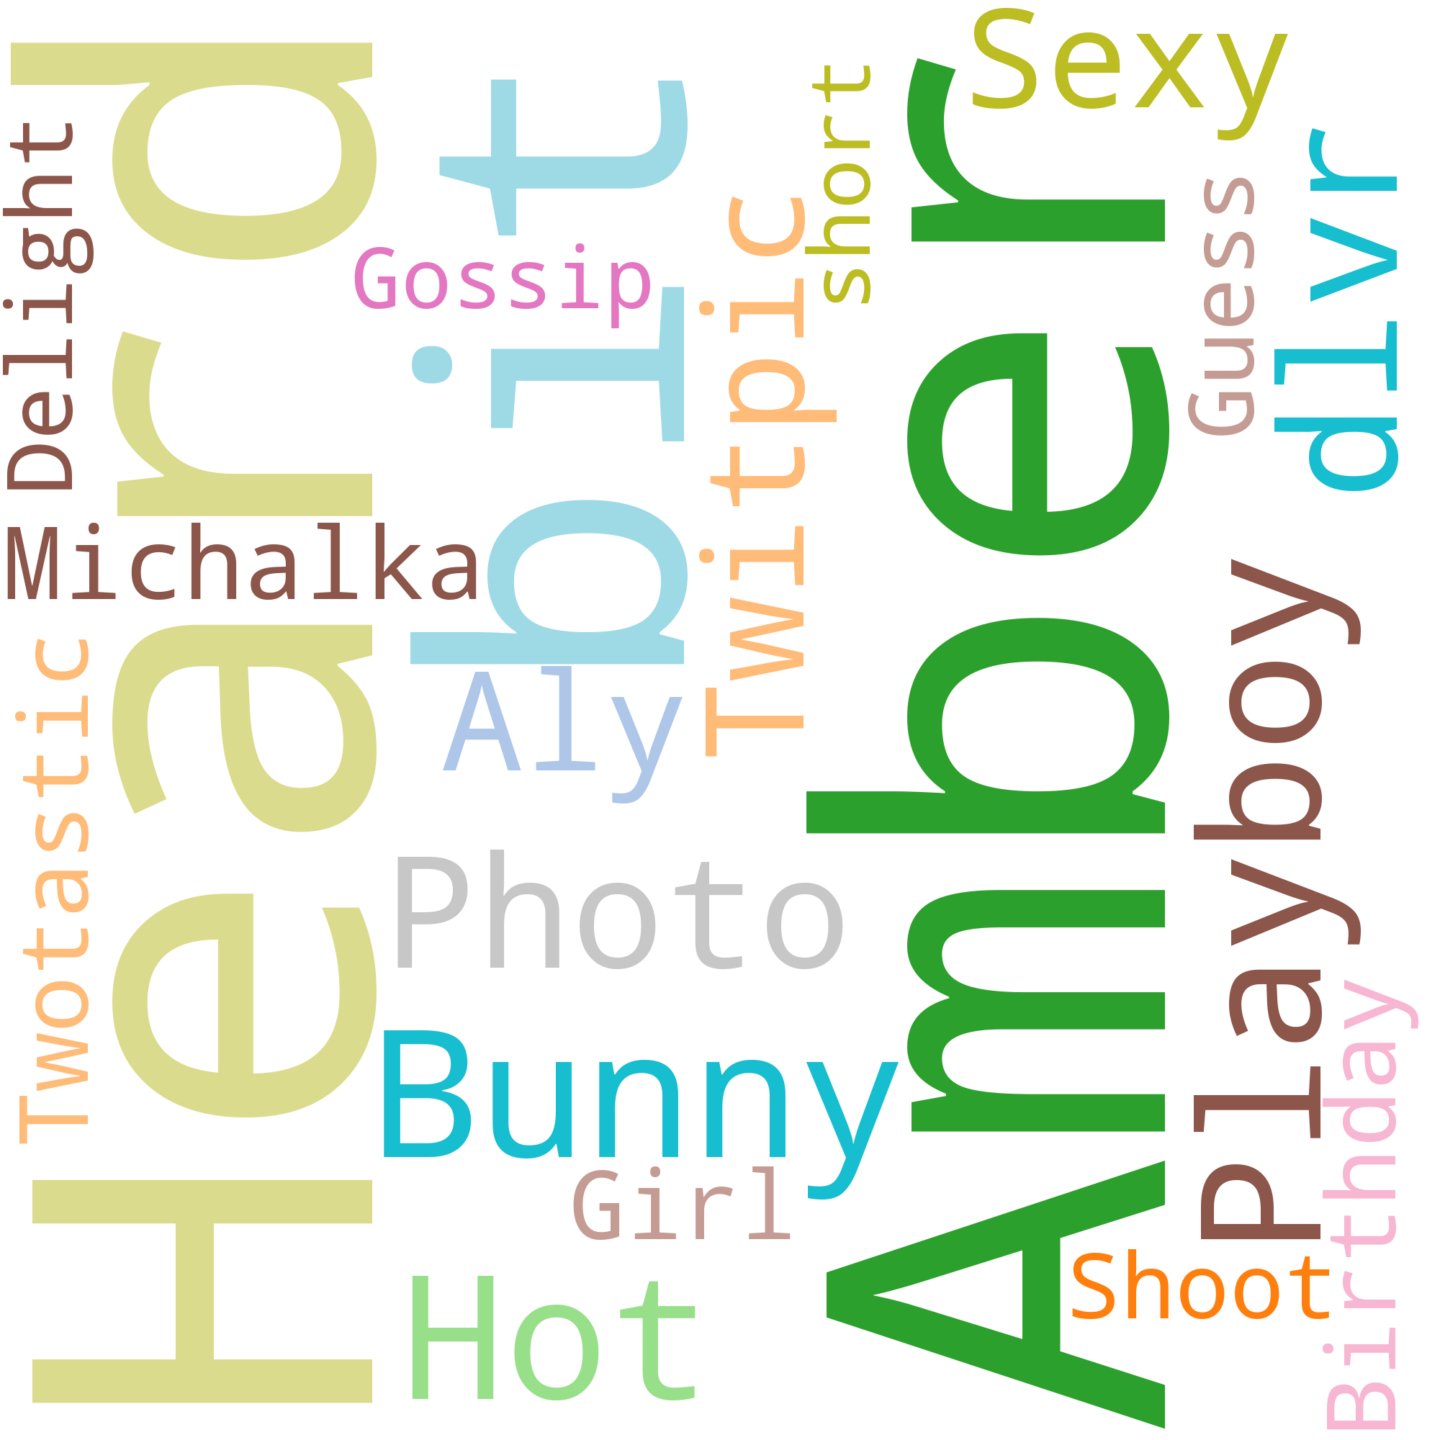 Sexy
Heard
bit
Amber
short
Delight
Twitpic
Guess
dlvr
Gossip
Michalka
Playboy
Twotastic
Aly
Photo
Birthday
Bunny
Girl
Shoot
Hot